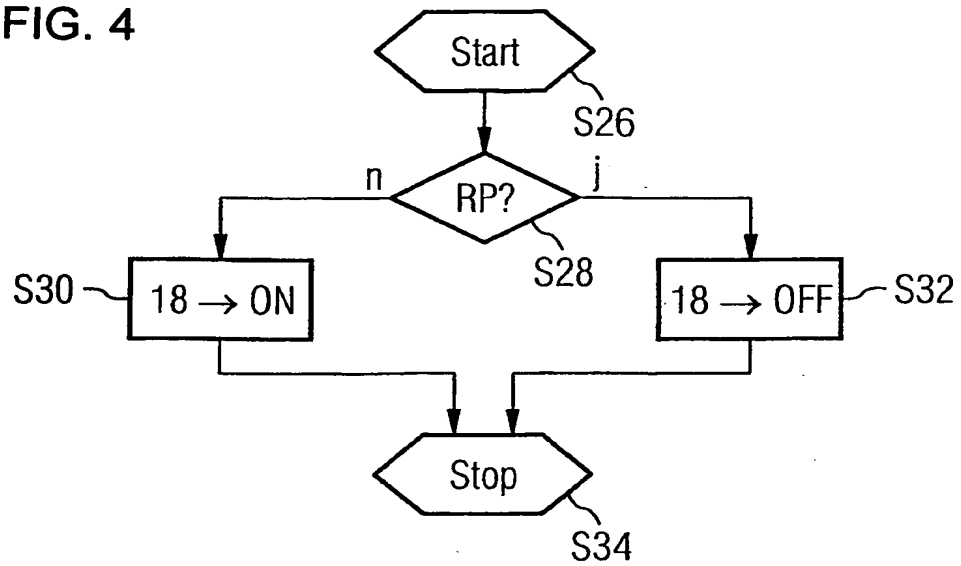 FIG. 4
Start
S26
n
RP?
j
S28
S30
18 → ON
18 → OFF
S32
Stop
S34